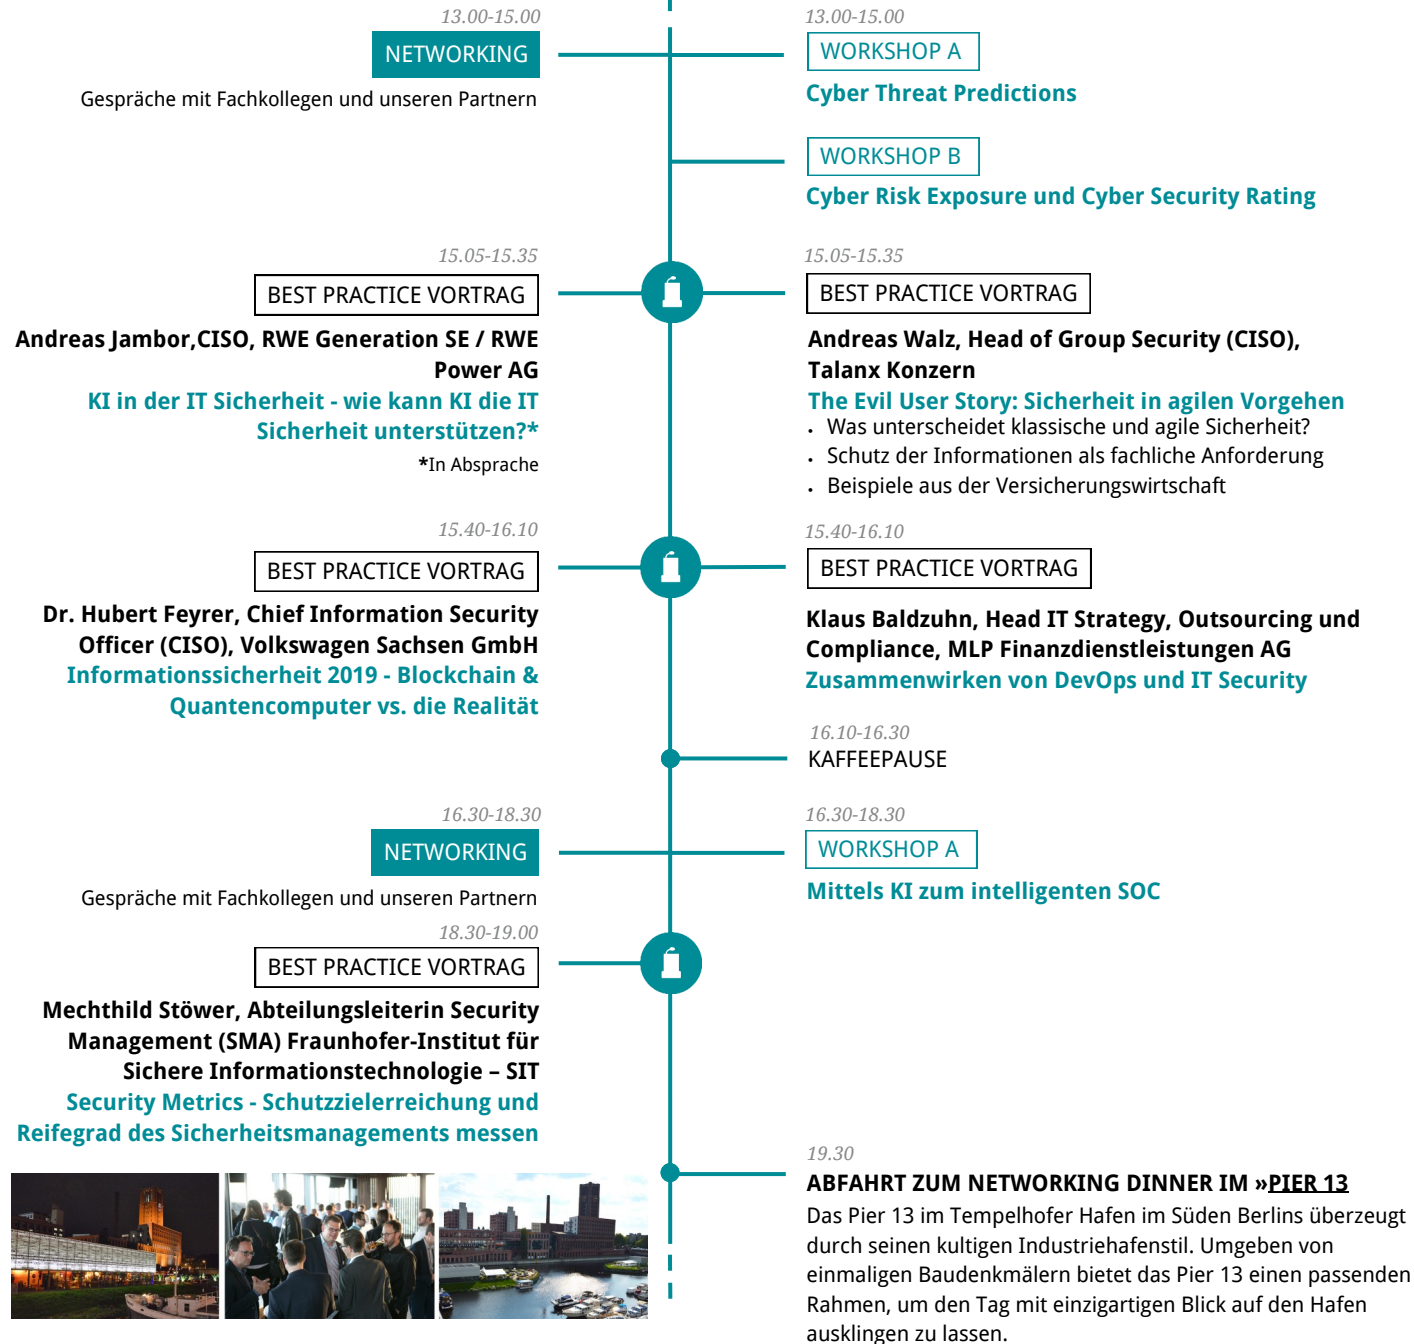 13.00-15.00
NETWORKING
Gespräche mit Fachkollegen und unseren Partnern
13.00-15.00
WORKSHOP A
Cyber Threat Predictions
WORKSHOP B
Cyber Risk Exposure und Cyber Security Rating
15.05-15.35
BEST PRACTICE VORTRAG
Andreas Jambor,CISO, RWE Generation SE / RWE
Power AG
KI in der IT Sicherheit - wie kann KI die IT
Sicherheit unterstützen?*
*In Absprache
15.05-15.35
BEST PRACTICE VORTRAG
Andreas Walz, Head of Group Security (CISO),
Talanx Konzern
The Evil User Story: Sicherheit in agilen Vorgehen
• Was unterscheidet klassische und agile Sicherheit?
• Schutz der Informationen als fachliche Anforderung
• Beispiele aus der Versicherungswirtschaft
15.40-16.10
BEST PRACTICE VORTRAG
Dr. Hubert Feyrer, Chief Information Security
Officer (CISO), Volkswagen Sachsen GmbH
Informationssicherheit 2019 - Blockchain &
Quantencomputer vs. die Realität
15.40-16.10
BEST PRACTICE VORTRAG
Klaus Baldzuhn, Head IT Strategy, Outsourcing und
Compliance, MLP Finanzdienstleistungen AG
Zusammenwirken von DevOps und IT Security
16.10-16.30
KAFFEEPAUSE
16.30-18.30
NETWORKING
Gespräche mit Fachkollegen und unseren Partnern
16.30-18.30
WORKSHOP A
Mittels KI zum intelligenten SOC
18.30-19.00
BEST PRACTICE VORTRAG
Mechthild Stöwer, Abteilungsleiterin Security
Management (SMA) Fraunhofer-Institut für
Sichere Informationstechnologie – SIT
Security Metrics - Schutzzielerreichung und
Reifegrad des Sicherheitsmanagements messen
19.30
ABFAHRT ZUM NETWORKING DINNER IM »PIER 13
Das Pier 13 im Tempelhofer Hafen im Süden Berlins überzeugt
durch seinen kultigen Industriehafenstil. Umgeben von
einmaligen Baudenkmälern bietet das Pier 13 einen passenden
Rahmen, um den Tag mit einzigartigen Blick auf den Hafen
ausklingen zu lassen.